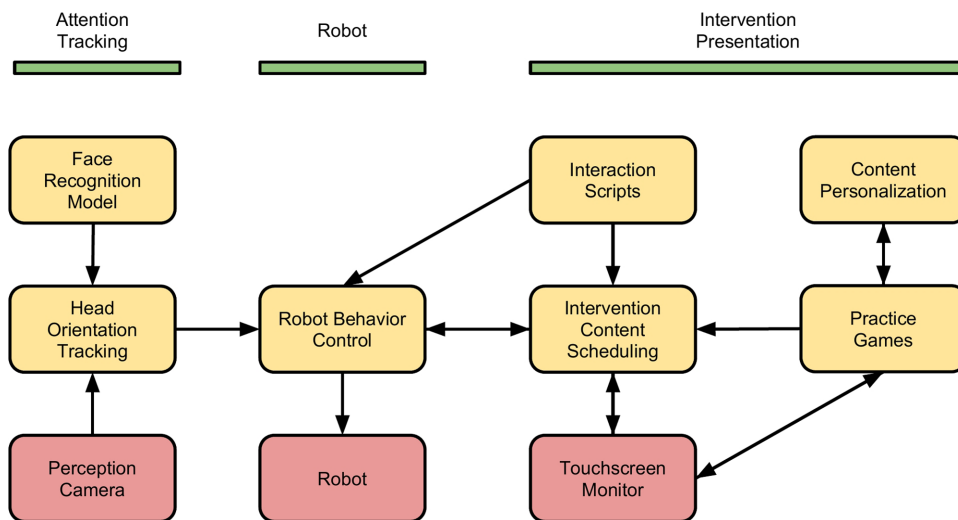 Attention
Tracking
Robot
Intervention
Presentation
Face
Recognition
Model
Interaction
Scripts
Content
Personalization
Head
Orientation
Tracking
Robot Behavior
Control
Intervention
Content
Scheduling
Practice
Games
Perception
Camera
Robot
Touchscreen
Monitor